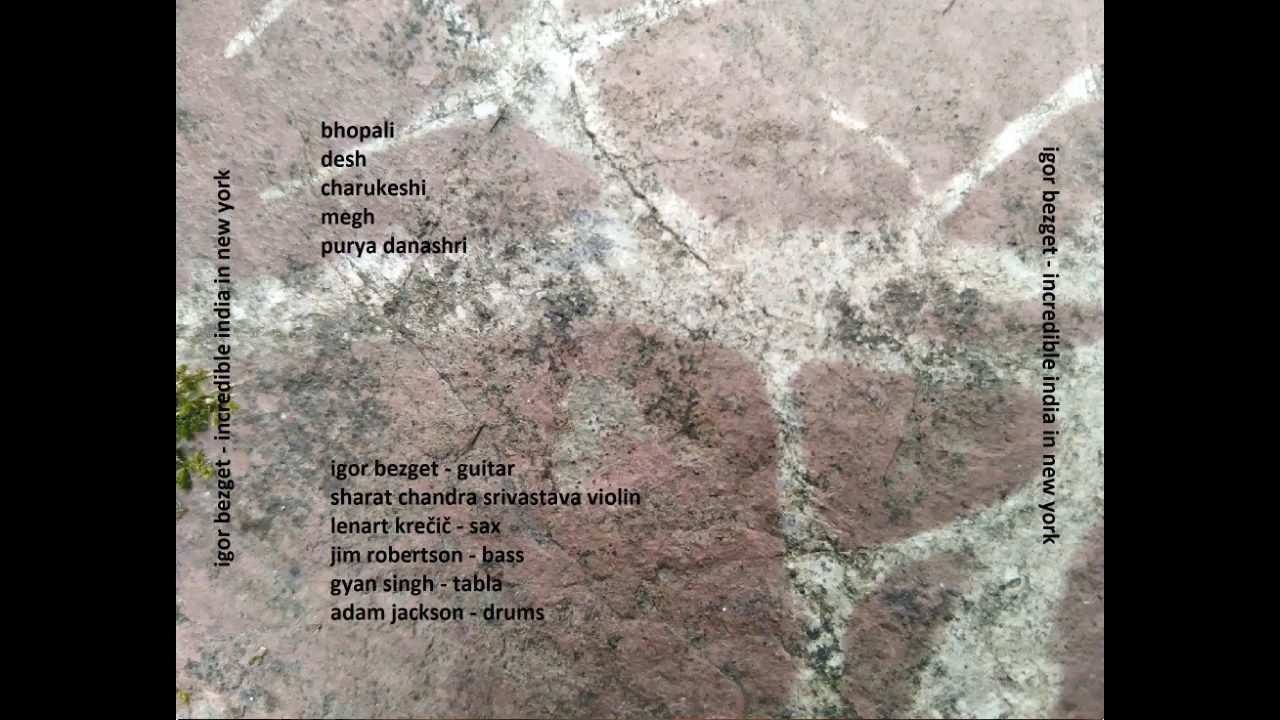 bhopali
desh
charukeshi
megh
purya danashri
igor bezget - incredible india in new york
igor bezget - incredible india in new york
igor bezget - guitar
sharat chandra srivastava violin
lenart krečič - sax
jim robertson - bass
gyan singh - tabla
adam jackson - drums